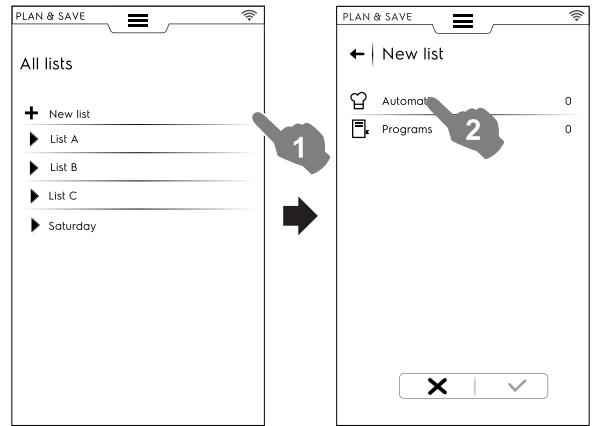 PLAN & SAVE
All lists
New list
List A
List B
List C
Saturday
1
PLAN & SAVE
New list
Automati 0
Programs 0
2